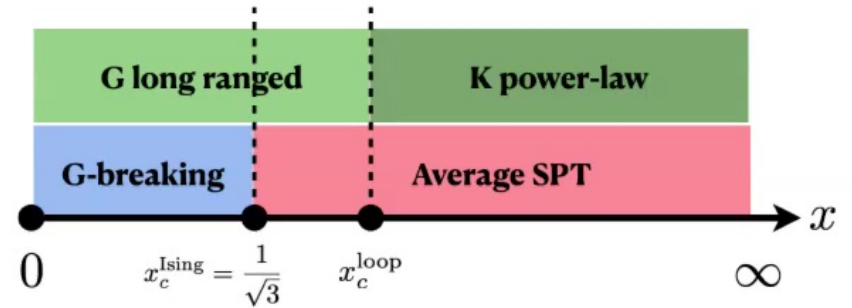 G long ranged K power-law
G-breaking Average SPT
x
0 x_c^Ising = 1/√3 x_c^loop ∞